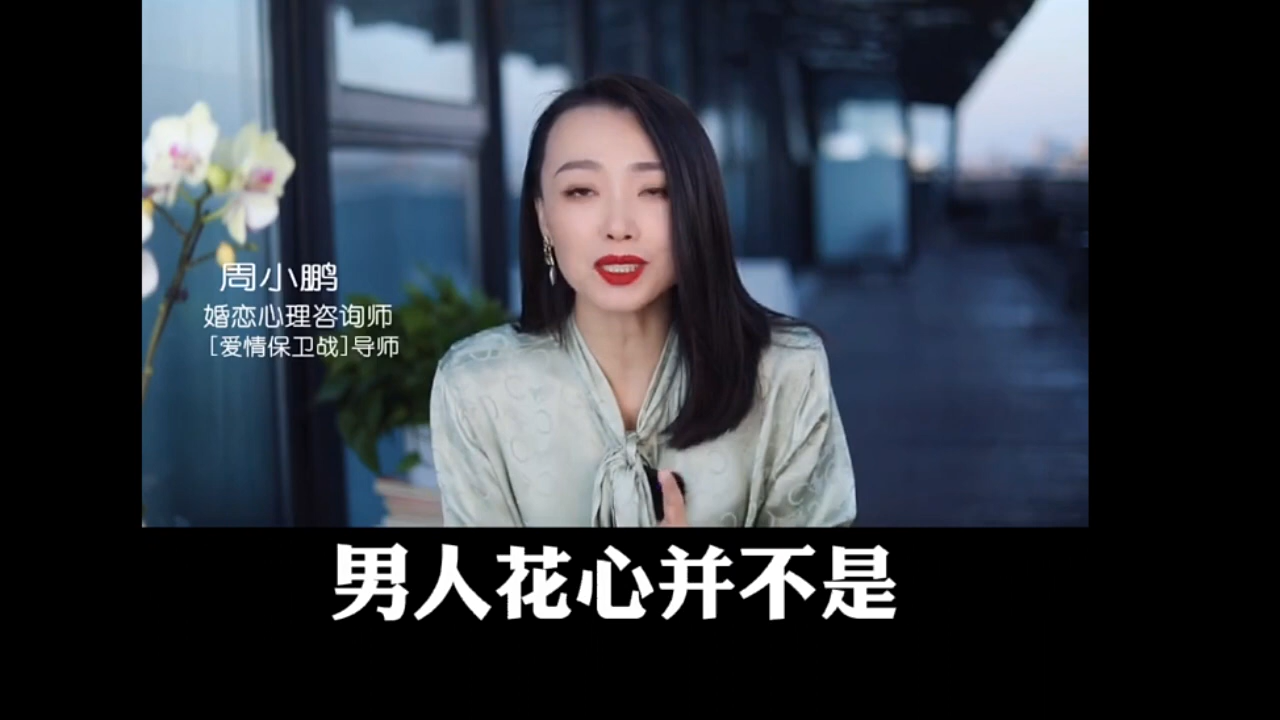 周小鹏
婚恋心理咨询师
[爱情保卫战]导师
男人花心并不是